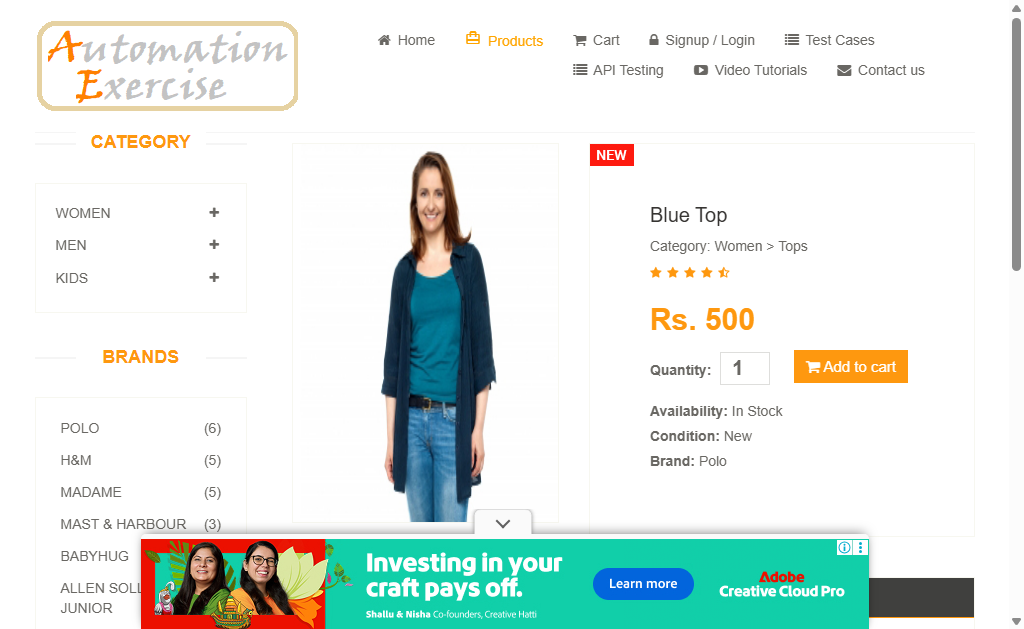 Automation
Exercise
Home
Products
Cart
Signup / Login
Test Cases
API Testing
Video Tutorials
Contact us
CATEGORY
WOMEN
MEN
KIDS
BRANDS
POLO (6)
H&M (5)
MADAME (5)
MAST & HARBOUR (3)
BABYHUG
ALLEN SOLL
JUNIOR
NEW
Blue Top
Category: Women > Tops
Rs. 500
Quantity: 1
Add to cart
Availability: In Stock
Condition: New
Brand: Polo
Investing in your
craft pays off.
Shallu & Nisha Co-founders, Creative Hatti
Learn more
Adobe
Creative Cloud Pro